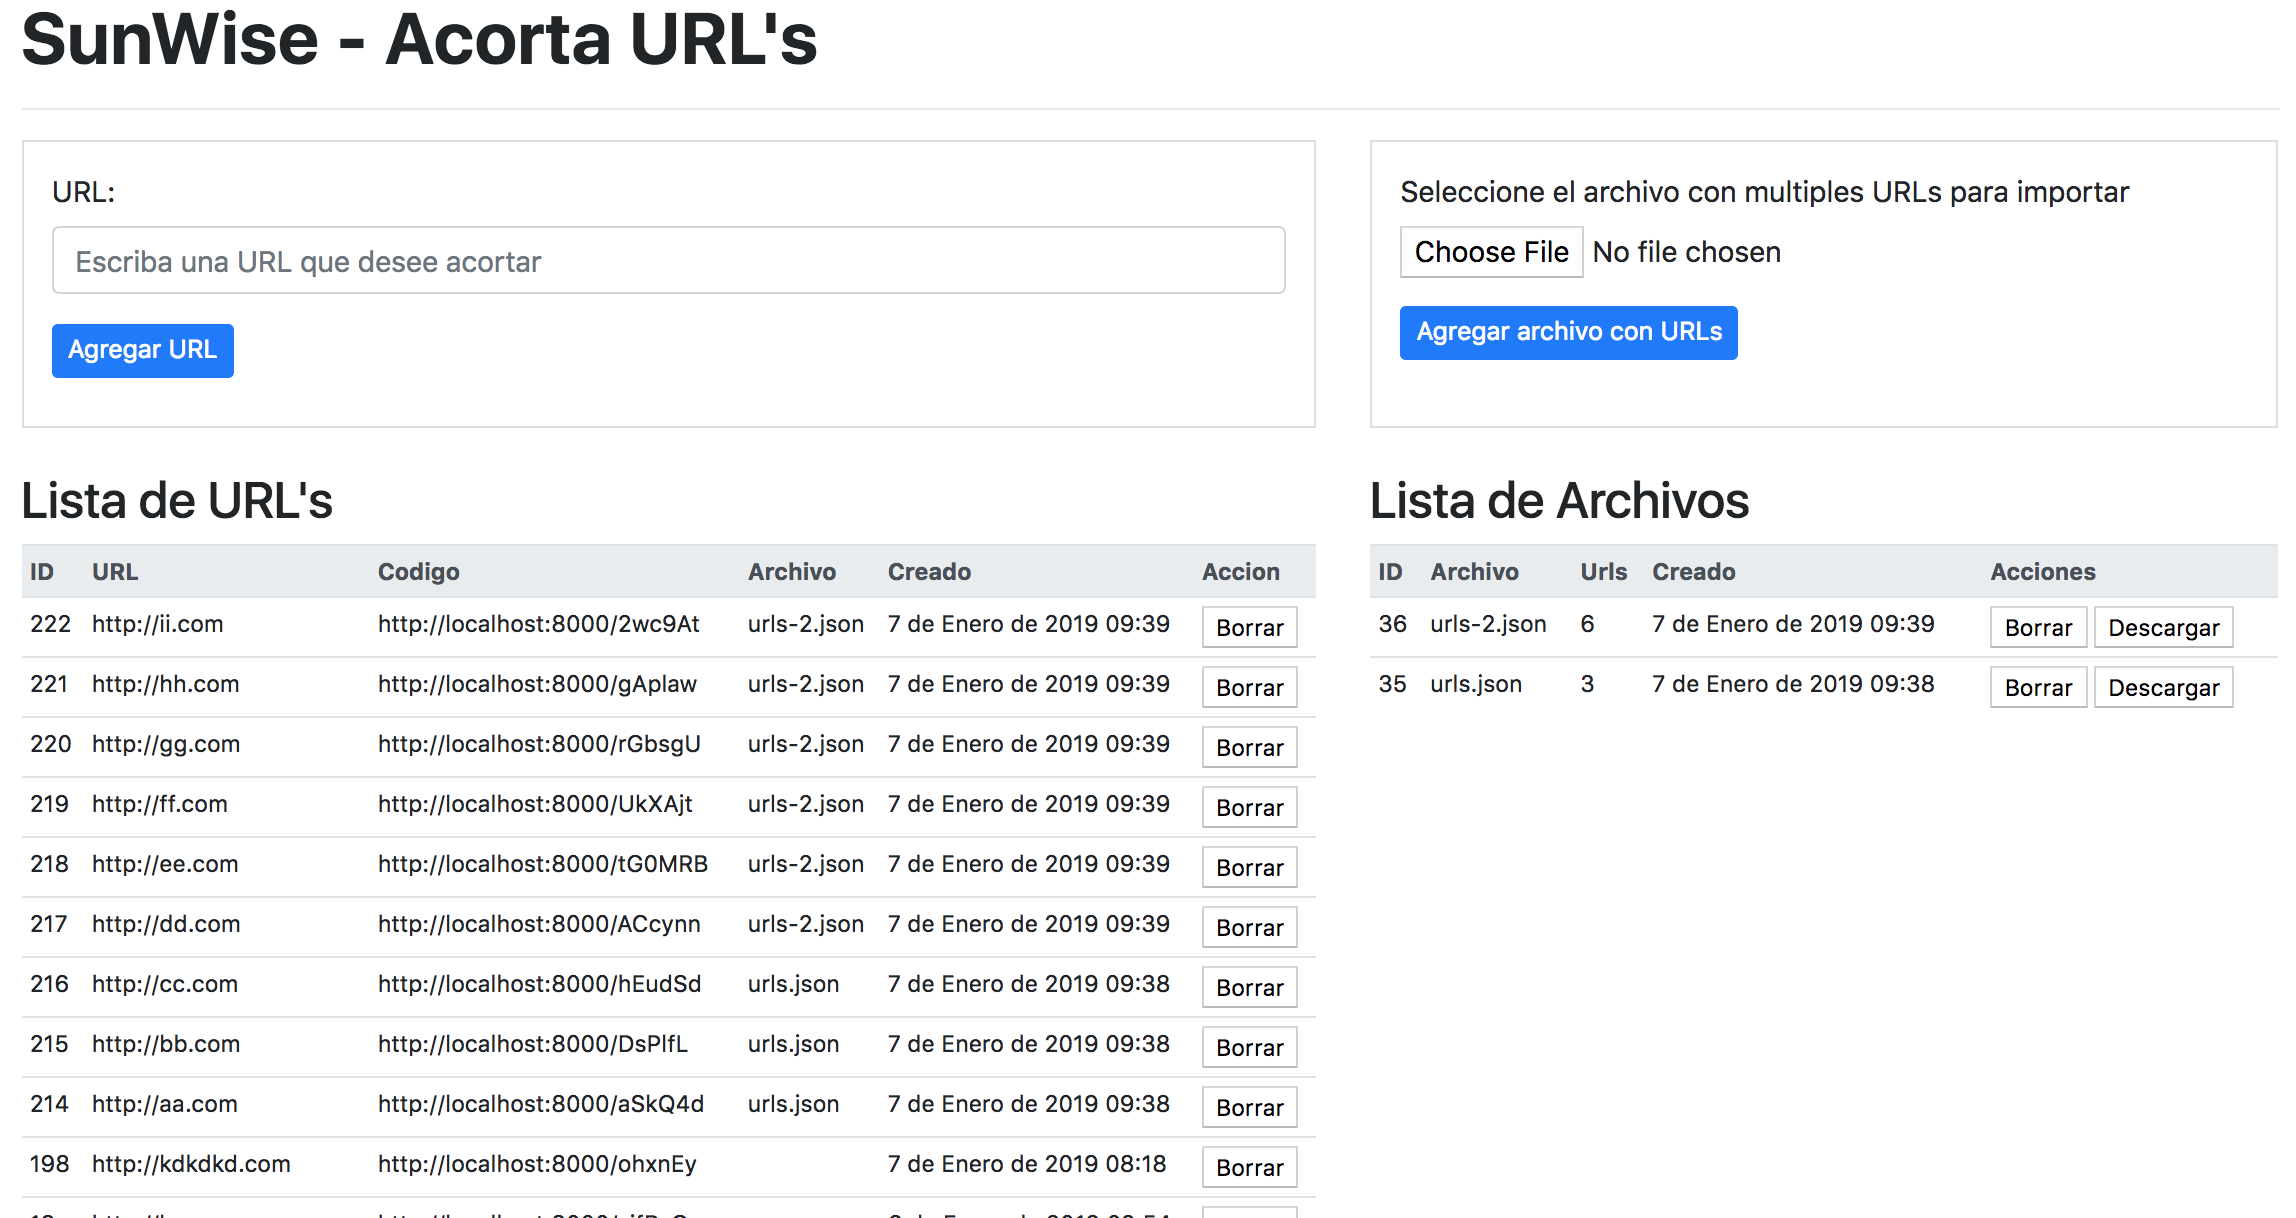 SunWise - Acorta URL's
URL:
Escriba una URL que desee acortar
Agregar URL
Seleccione el archivo con multiples URLs para importar
Choose File No file chosen
Agregar archivo con URLs
Lista de URL's
ID URL Codigo Archivo Creado Accion
222 http://ii.com http://localhost:8000/2wc9At urls-2.json 7 de Enero de 2019 09:39 Borrar
221 http://hh.com http://localhost:8000/gAplaw urls-2.json 7 de Enero de 2019 09:39 Borrar
220 http://gg.com http://localhost:8000/rGbsgU urls-2.json 7 de Enero de 2019 09:39 Borrar
219 http://ff.com http://localhost:8000/UkXAjt urls-2.json 7 de Enero de 2019 09:39 Borrar
218 http://ee.com http://localhost:8000/tG0MRB urls-2.json 7 de Enero de 2019 09:39 Borrar
217 http://dd.com http://localhost:8000/ACcynn urls-2.json 7 de Enero de 2019 09:39 Borrar
216 http://cc.com http://localhost:8000/hEudSd urls.json 7 de Enero de 2019 09:38 Borrar
215 http://bb.com http://localhost:8000/DsPlfL urls.json 7 de Enero de 2019 09:38 Borrar
214 http://aa.com http://localhost:8000/aSkQ4d urls.json 7 de Enero de 2019 09:38 Borrar
198 http://kdkdkd.com http://localhost:8000/ohxnEy 7 de Enero de 2019 08:18 Borrar
Lista de Archivos
ID Archivo Urls Creado Acciones
36 urls-2.json 6 7 de Enero de 2019 09:39 Borrar Descargar
35 urls.json 3 7 de Enero de 2019 09:38 Borrar Descargar